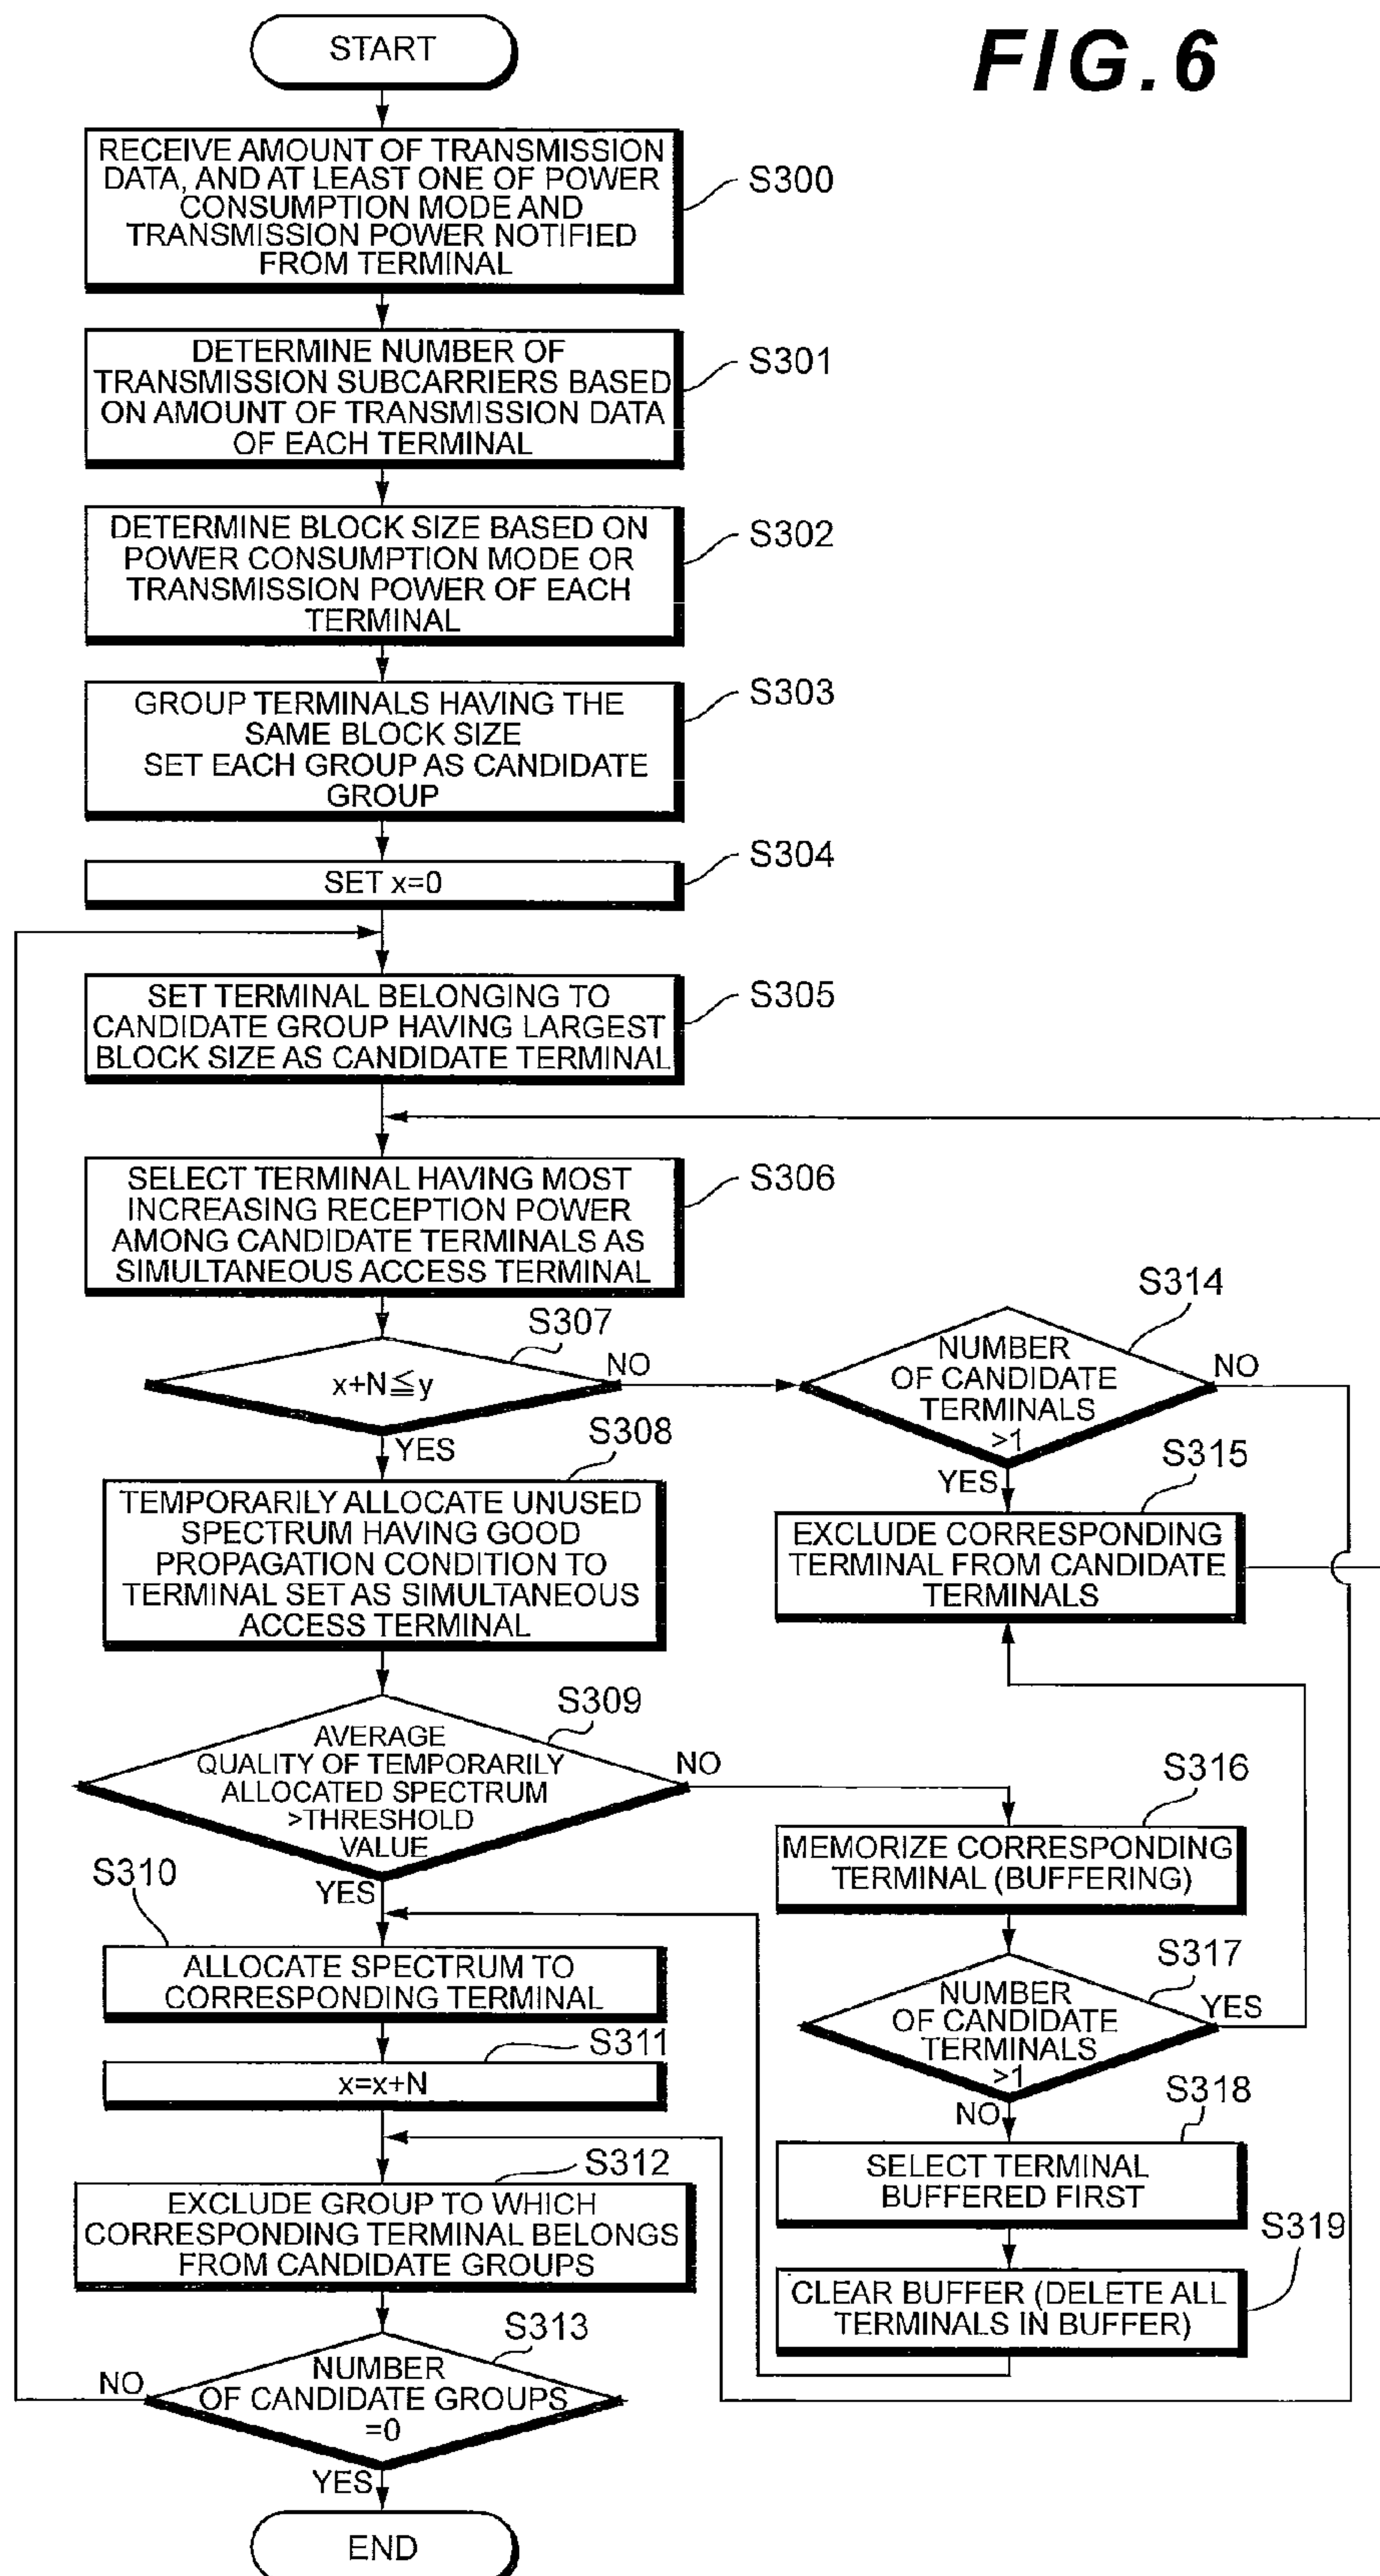 FIG.6
START
RECEIVE AMOUNT OF TRANSMISSION
DATA, AND AT LEAST ONE OF POWER
CONSUMPTION MODE AND
TRANSMISSION POWER NOTIFIED
FROM TERMINAL
S300
DETERMINE NUMBER OF
TRANSMISSION SUBCARRIERS BASED
ON AMOUNT OF TRANSMISSION DATA
OF EACH TERMINAL
S301
DETERMINE BLOCK SIZE BASED ON
POWER CONSUMPTION MODE OR
TRANSMISSION POWER OF EACH
TERMINAL
S302
GROUP TERMINALS HAVING THE
SAME BLOCK SIZE
SET EACH GROUP AS CANDIDATE
GROUP
S303
SET x=0
S304
SET TERMINAL BELONGING TO
CANDIDATE GROUP HAVING LARGEST
BLOCK SIZE AS CANDIDATE TERMINAL
S305
SELECT TERMINAL HAVING MOST
INCREASING RECEPTION POWER
AMONG CANDIDATE TERMINALS AS
SIMULTANEOUS ACCESS TERMINAL
S306
S307
x+N≦y
NO
YES
S308
TEMPORARILY ALLOCATE UNUSED
SPECTRUM HAVING GOOD
PROPAGATION CONDITION TO
TERMINAL SET AS SIMULTANEOUS
ACCESS TERMINAL
S309
AVERAGE
QUALITY OF TEMPORARILY
ALLOCATED SPECTRUM
>THRESHOLD
VALUE
NO
YES
S310
ALLOCATE SPECTRUM TO
CORRESPONDING TERMINAL
S311
x=x+N
S312
EXCLUDE GROUP TO WHICH
CORRESPONDING TERMINAL BELONGS
FROM CANDIDATE GROUPS
S313
NUMBER
OF CANDIDATE GROUPS
=0
NO
YES
END
S314
NUMBER
OF CANDIDATE
TERMINALS
>1
NO
YES
S315
EXCLUDE CORRESPONDING
TERMINAL FROM CANDIDATE
TERMINALS
S316
MEMORIZE CORRESPONDING
TERMINAL (BUFFERING)
S317
NUMBER
OF CANDIDATE
TERMINALS
>1
YES
NO
S318
SELECT TERMINAL
BUFFERED FIRST
S319
CLEAR BUFFER (DELETE ALL
TERMINALS IN BUFFER)